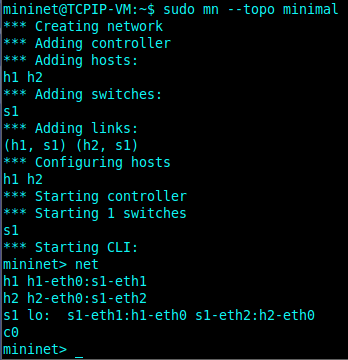 mininet@TCPIP-VM:~$ sudo mn --topo minimal
*** Creating network
*** Adding controller
*** Adding hosts:
h1 h2
*** Adding switches:
s1
*** Adding links:
(h1, s1) (h2, s1)
*** Configuring hosts
h1 h2
*** Starting controller
*** Starting 1 switches
s1
*** Starting CLI:
mininet> net
h1 h1-eth0:s1-eth1
h2 h2-eth0:s1-eth2
s1 lo:  s1-eth1:h1-eth0 s1-eth2:h2-eth0
c0
mininet> _